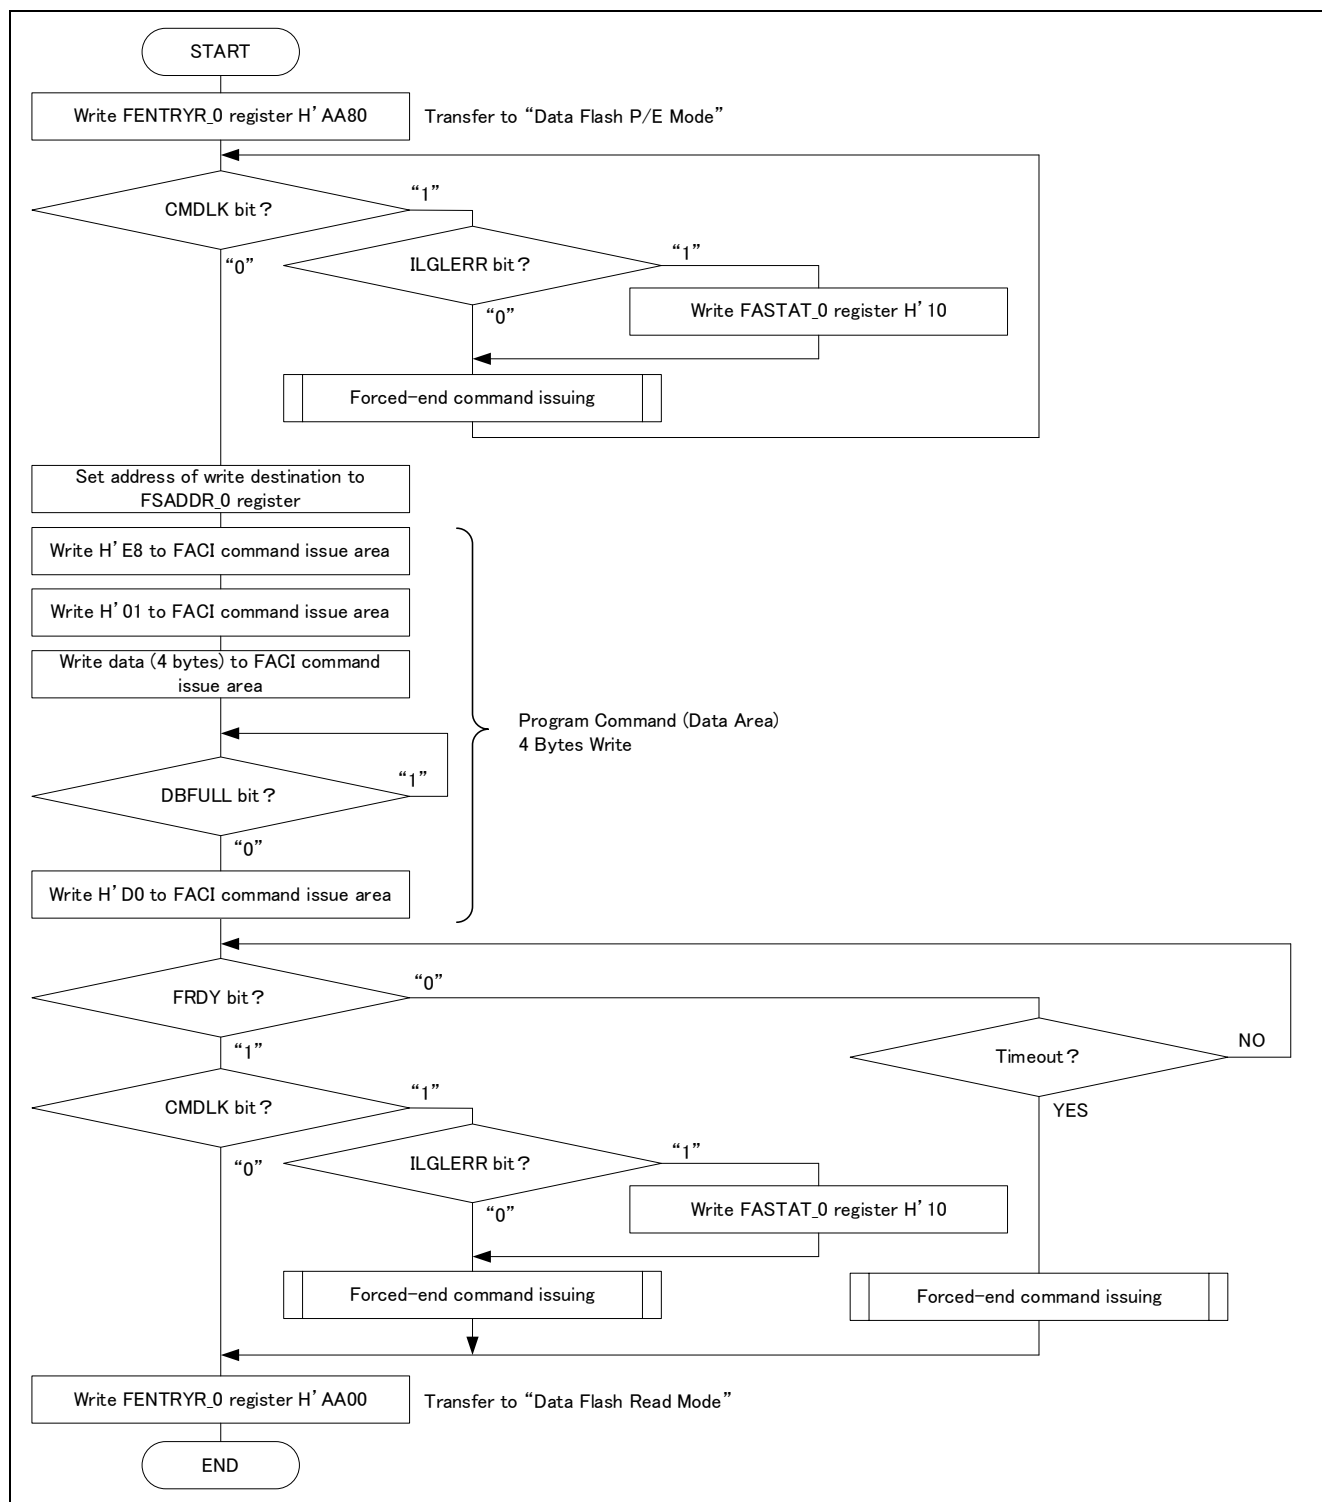 START
Write FENTRYR_0 register H’AA80
Transfer to “Data Flash P/E Mode”
CMDLK bit?
“1”
“0”
ILGLERR bit?
“1”
“0”
Write FASTAT_0 register H’10
Forced-end command issuing
Set address of write destination to
FSADDR_0 register
Write H’E8 to FACI command issue area
Write H’01 to FACI command issue area
Write data (4 bytes) to FACI command
issue area
Program Command (Data Area)
4 Bytes Write
DBFULL bit?
“1”
“0”
Write H’D0 to FACI command issue area
FRDY bit?
“0”
“1”
Timeout?
NO
YES
CMDLK bit?
“1”
“0”
ILGLERR bit?
“1”
“0”
Write FASTAT_0 register H’10
Forced-end command issuing
Forced-end command issuing
Write FENTRYR_0 register H’AA00
Transfer to “Data Flash Read Mode”
END